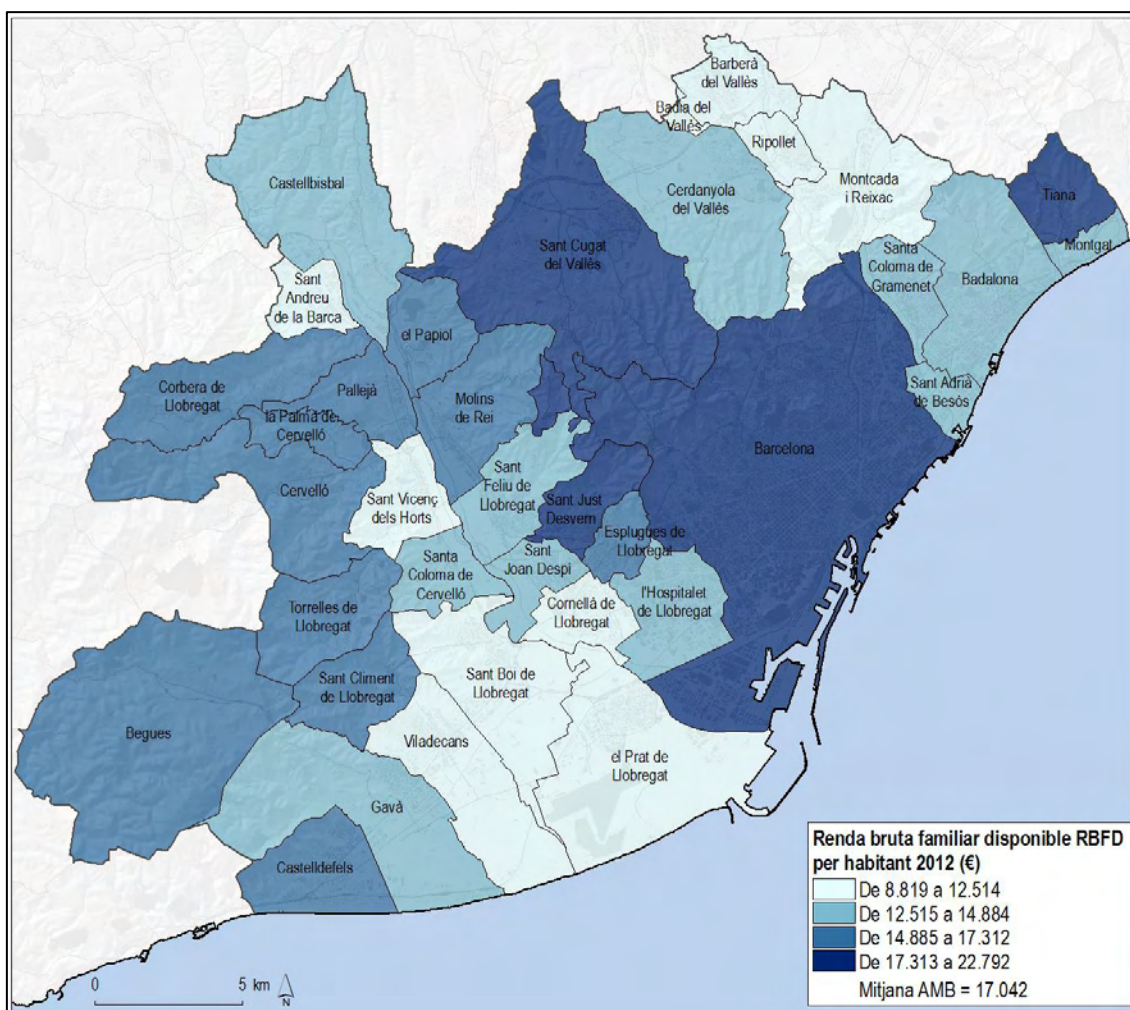 Barberà
del Vallès
Badia del
Vallès
Ripollet
Castellbisbal
Cerdanyola
del Vallès
Montcada
i Reixac
Tiana
Sant Cugat
del Vallès
Santa
Coloma de
Gramenet
Badalona
Montgat
Sant
Andreu
de la Barca
el Papiol
Corbera de
Llobregat
Pallejà
Molins
de Rei
Sant Adrià
de Besòs
la Palma de
Cervelló
Barcelona
Cervelló
Sant Vicenç
dels Horts
Sant
Feliu de
Llobregat
Sant Just
Desvern
Esplugues de
Llobregat
Santa
Coloma de
Cervelló
Sant
Joan Despí
Cornellà de
Llobregat
l'Hospitalet
de Llobregat
Torrelles de
Llobregat
Sant Boi de
Llobregat
Sant Climent
de Llobregat
Begues
Viladecans
el Prat de
Llobregat
Gavà
Castelldefels
Renda bruta familiar disponible RBFD
per habitant 2012 (€)
De 8.819 a 12.514
De 12.515 a 14.884
De 14.885 a 17.312
De 17.313 a 22.792
Mitjana AMB = 17.042
0 5 km
N